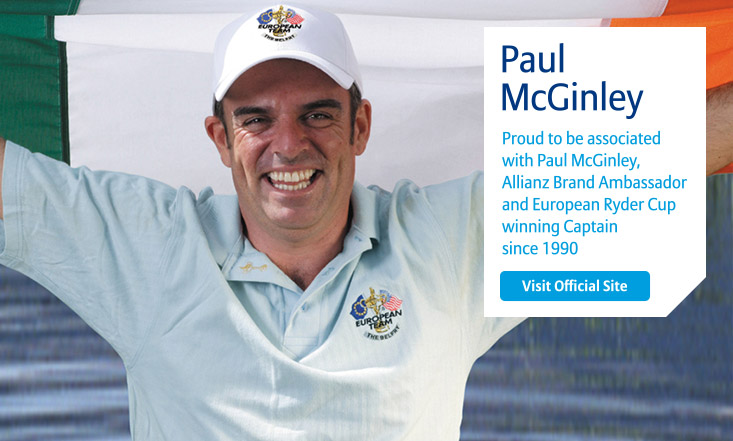 EUROPEAN
TEAM
THE BELFRY
Paul
McGinley
Proud to be associated
with Paul McGinley,
Allianz Brand Ambassador
and European Ryder Cup
winning Captain
since 1990
Visit Official Site
EUROPEAN
TEAM
THE BELFRY